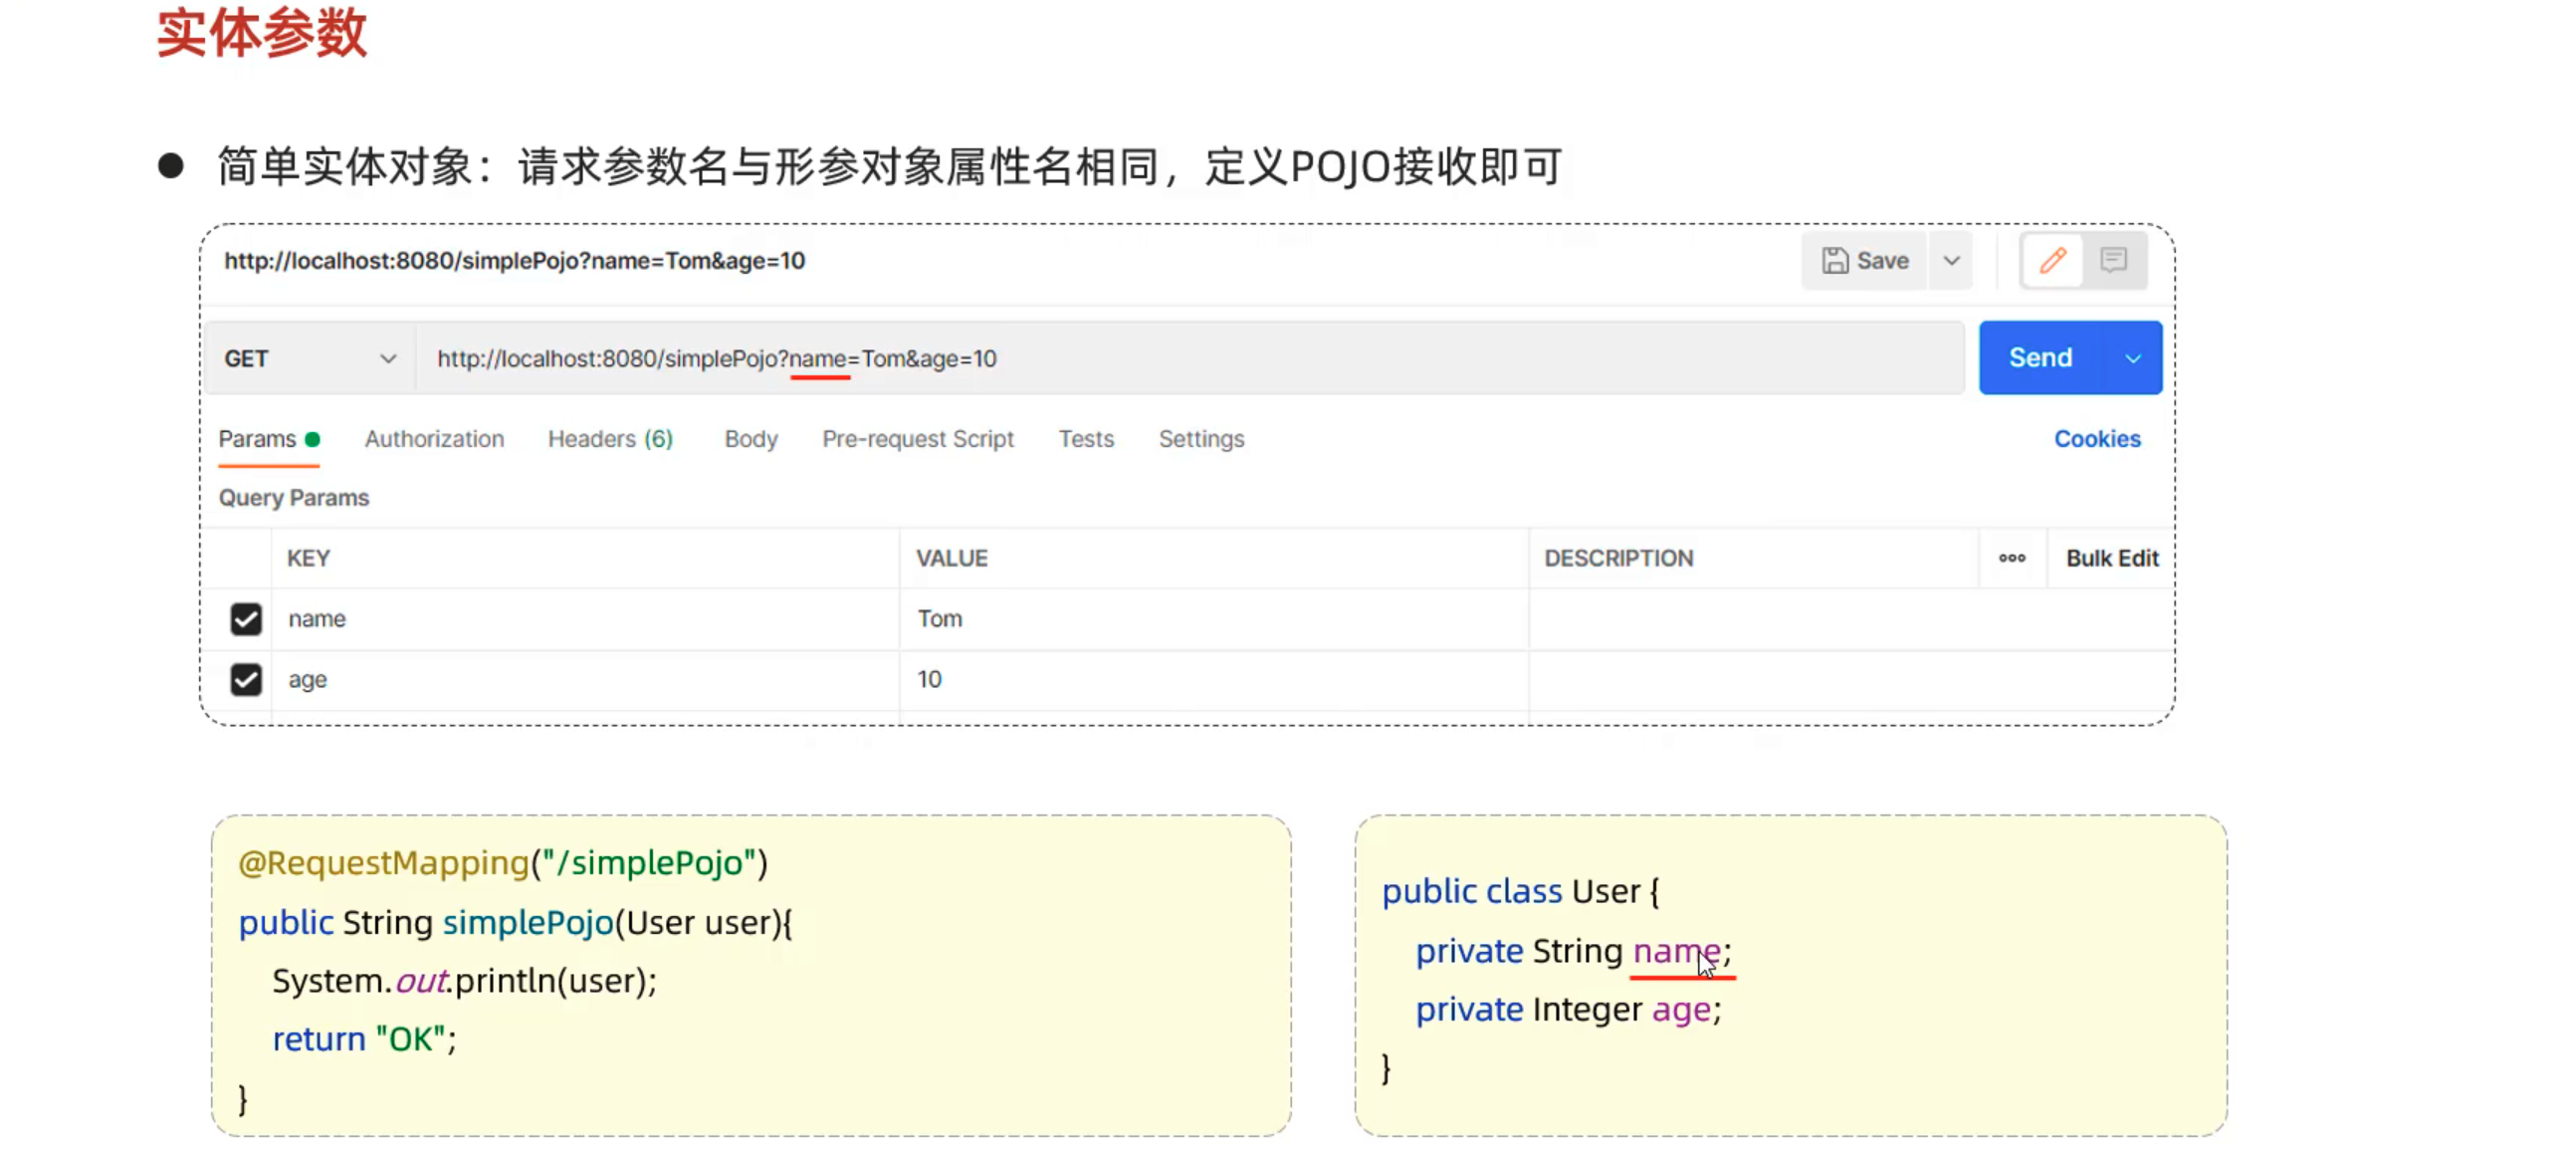 实体参数
● 简单实体对象：请求参数名与形参对象属性名相同，定义POJO接收即可
http://localhost:8080/simplePojo?name=Tom&age=10
Save
GET http://localhost:8080/simplePojo?name=Tom&age=10 Send
Params Authorization Headers (6) Body Pre-request Script Tests Settings Cookies
Query Params
KEY VALUE DESCRIPTION ooo Bulk Edit
name Tom
age 10
@RequestMapping("/simplePojo")
public String simplePojo(User user){
System.out.println(user);
return "OK";
}
public class User {
private String name;
private Integer age;
}